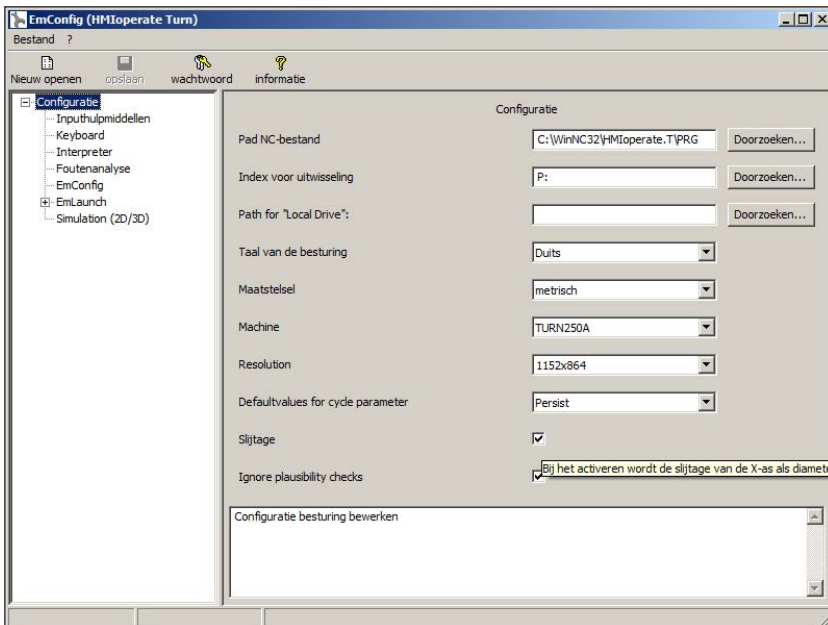 EmConfig (HMIoperate Turn)
Bestand ?
Nieuw openen opslaan wachtwoord informatie
Configuratie
Inputhulpmiddellen
Keyboard
Interpreter
Foutenanalyse
EmConfig
EmLaunch
Simulation (2D/3D)
Configuratie
Pad NC-bestand C:\WinNC32\HMIoperate.T\PRG Doorzoeken...
Index voor uitwisseling P: Doorzoeken...
Path for "Local Drive": Doorzoeken...
Taal van de besturing Duits
Maatstelsel metrisch
Machine TURN250A
Resolution 1152x864
Defaultvalues for cycle parameter Persist
Slijtage
Bij het activeren wordt de slijtage van de X-as als diamete
Ignore plausibility checks
Configuratie besturing bewerken